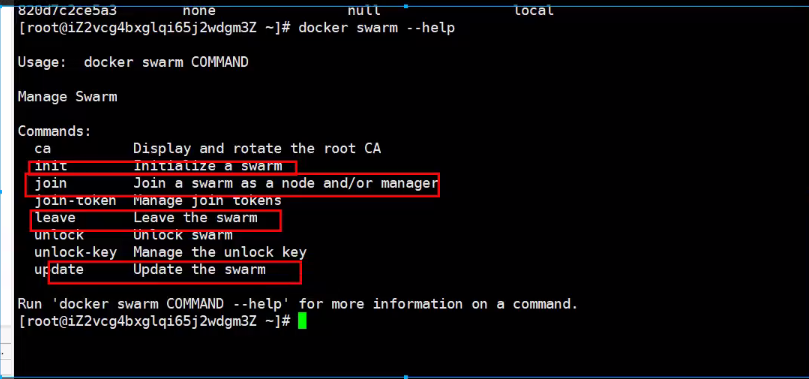 820d7c2ce5a3 none null local
[root@iZ2vcg4bxglqi65j2wdgm3Z ~]# docker swarm --help
Usage: docker swarm COMMAND
Manage Swarm
Commands:
ca Display and rotate the root CA
init Initialize a swarm
join Join a swarm as a node and/or manager
join-token Manage join tokens
leave Leave the swarm
unlock Unlock swarm
unlock-key Manage the unlock key
update Update the swarm
Run 'docker swarm COMMAND --help' for more information on a command.
[root@iZ2vcg4bxglqi65j2wdgm3Z ~]#